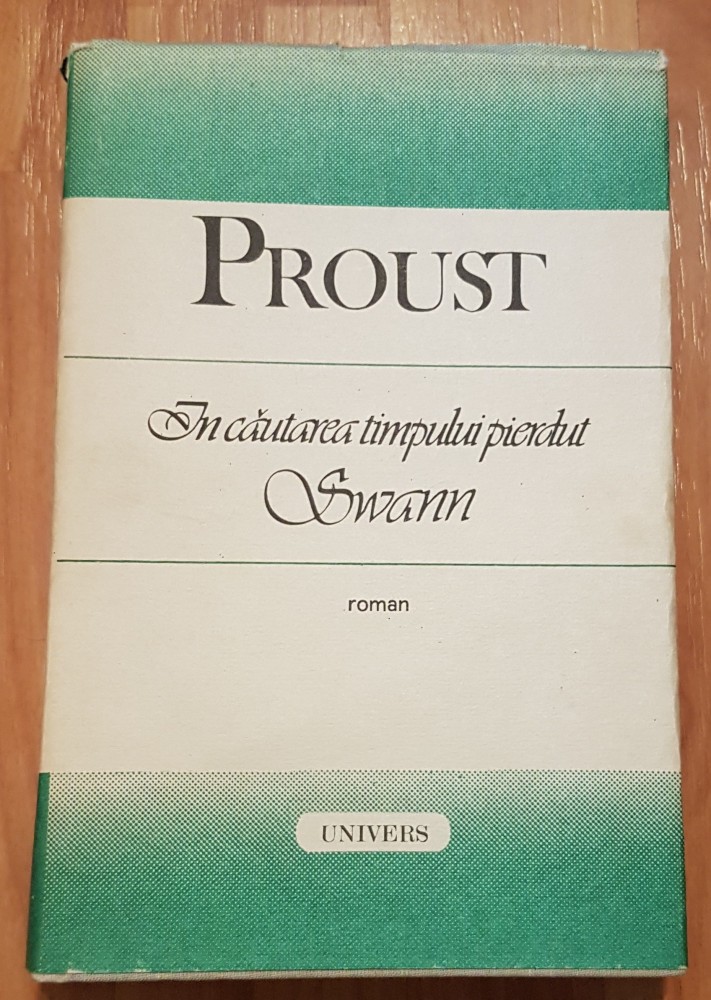 PROUST
In căutarea timpului pierdut
Swann
roman
UNIVERS